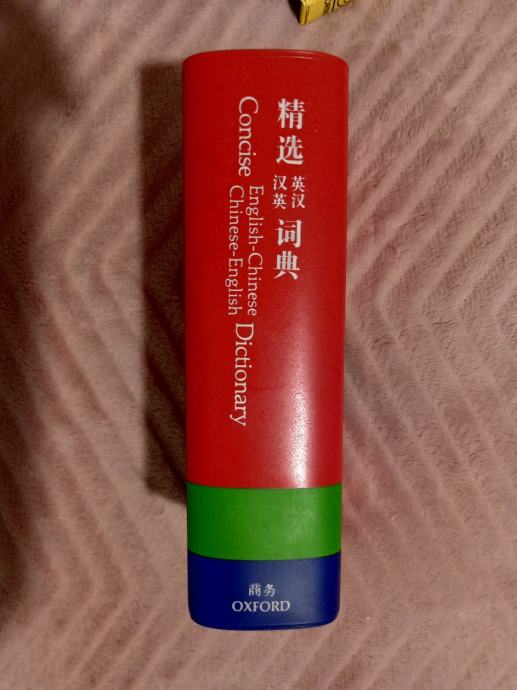 精选 英汉 汉英 词典
Concise English-Chinese Chinese-English Dictionary
商务
OXFORD